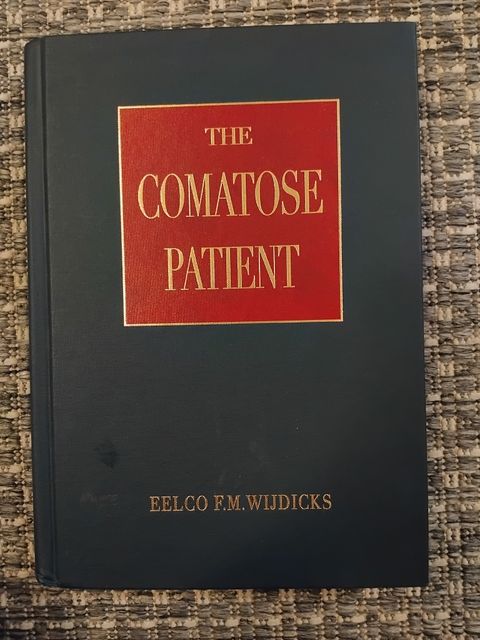 THE
COMATOSE
PATIENT
EELCO F.M. WIJDICKS